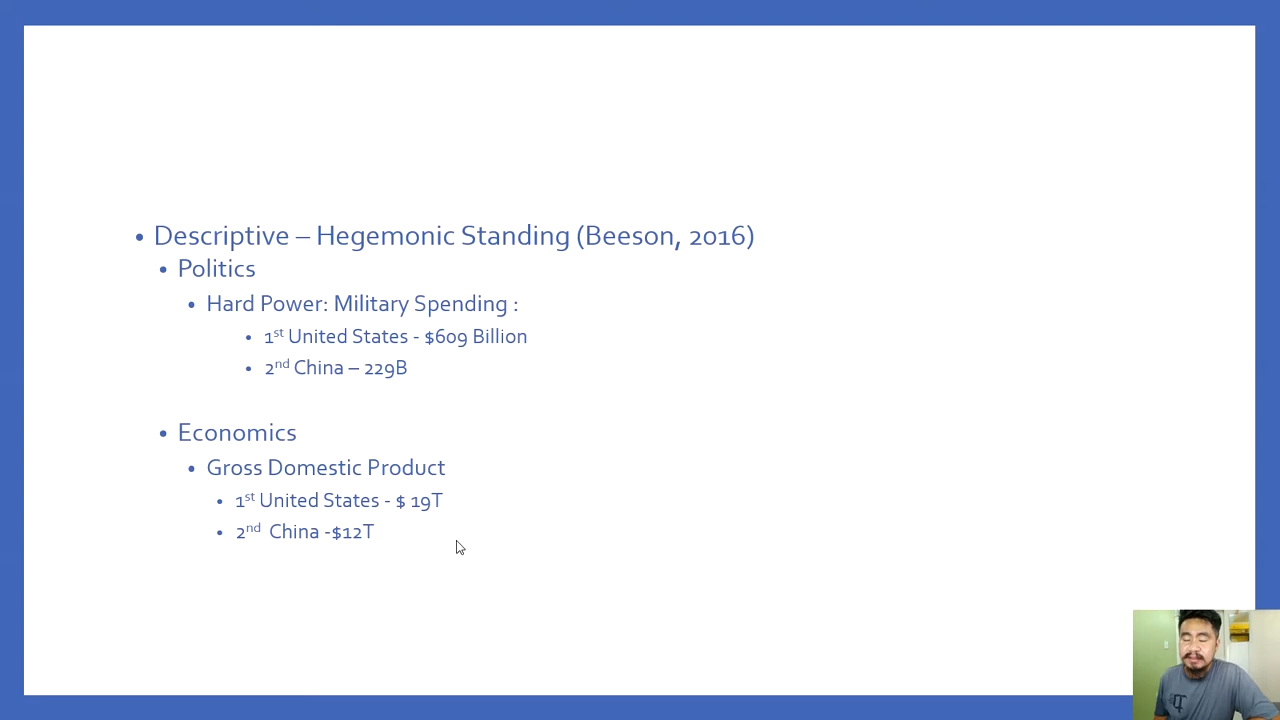 • Descriptive – Hegemonic Standing (Beeson, 2016)
• Politics
• Hard Power: Military Spending :
• 1st United States - $609 Billion
• 2nd China – 229B
• Economics
• Gross Domestic Product
• 1st United States - $ 19T
• 2nd China -$12T